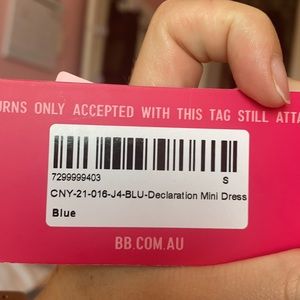 URNS ONLY ACCEPTED WITH THIS TAG STILL ATTA
7299999403 S
CNY-21-016-J4-BLU-Declaration Mini Dress
Blue
BB.COM.AU